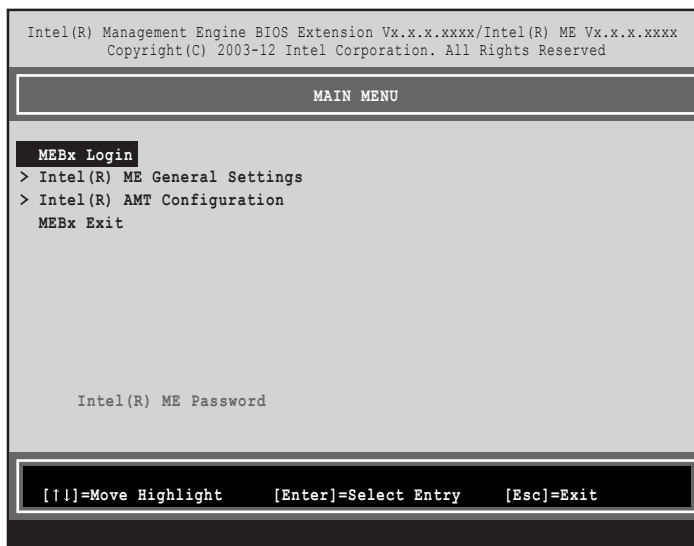 Intel(R) Management Engine BIOS Extension Vx.x.x.xxxx/Intel(R) ME Vx.x.x.xxxx
Copyright(C) 2003-12 Intel Corporation. All Rights Reserved
MAIN MENU
MEBx Login
> Intel(R) ME General Settings
> Intel(R) AMT Configuration
MEBx Exit
Intel(R) ME Password
[↑↓]=Move Highlight [Enter]=Select Entry [Esc]=Exit